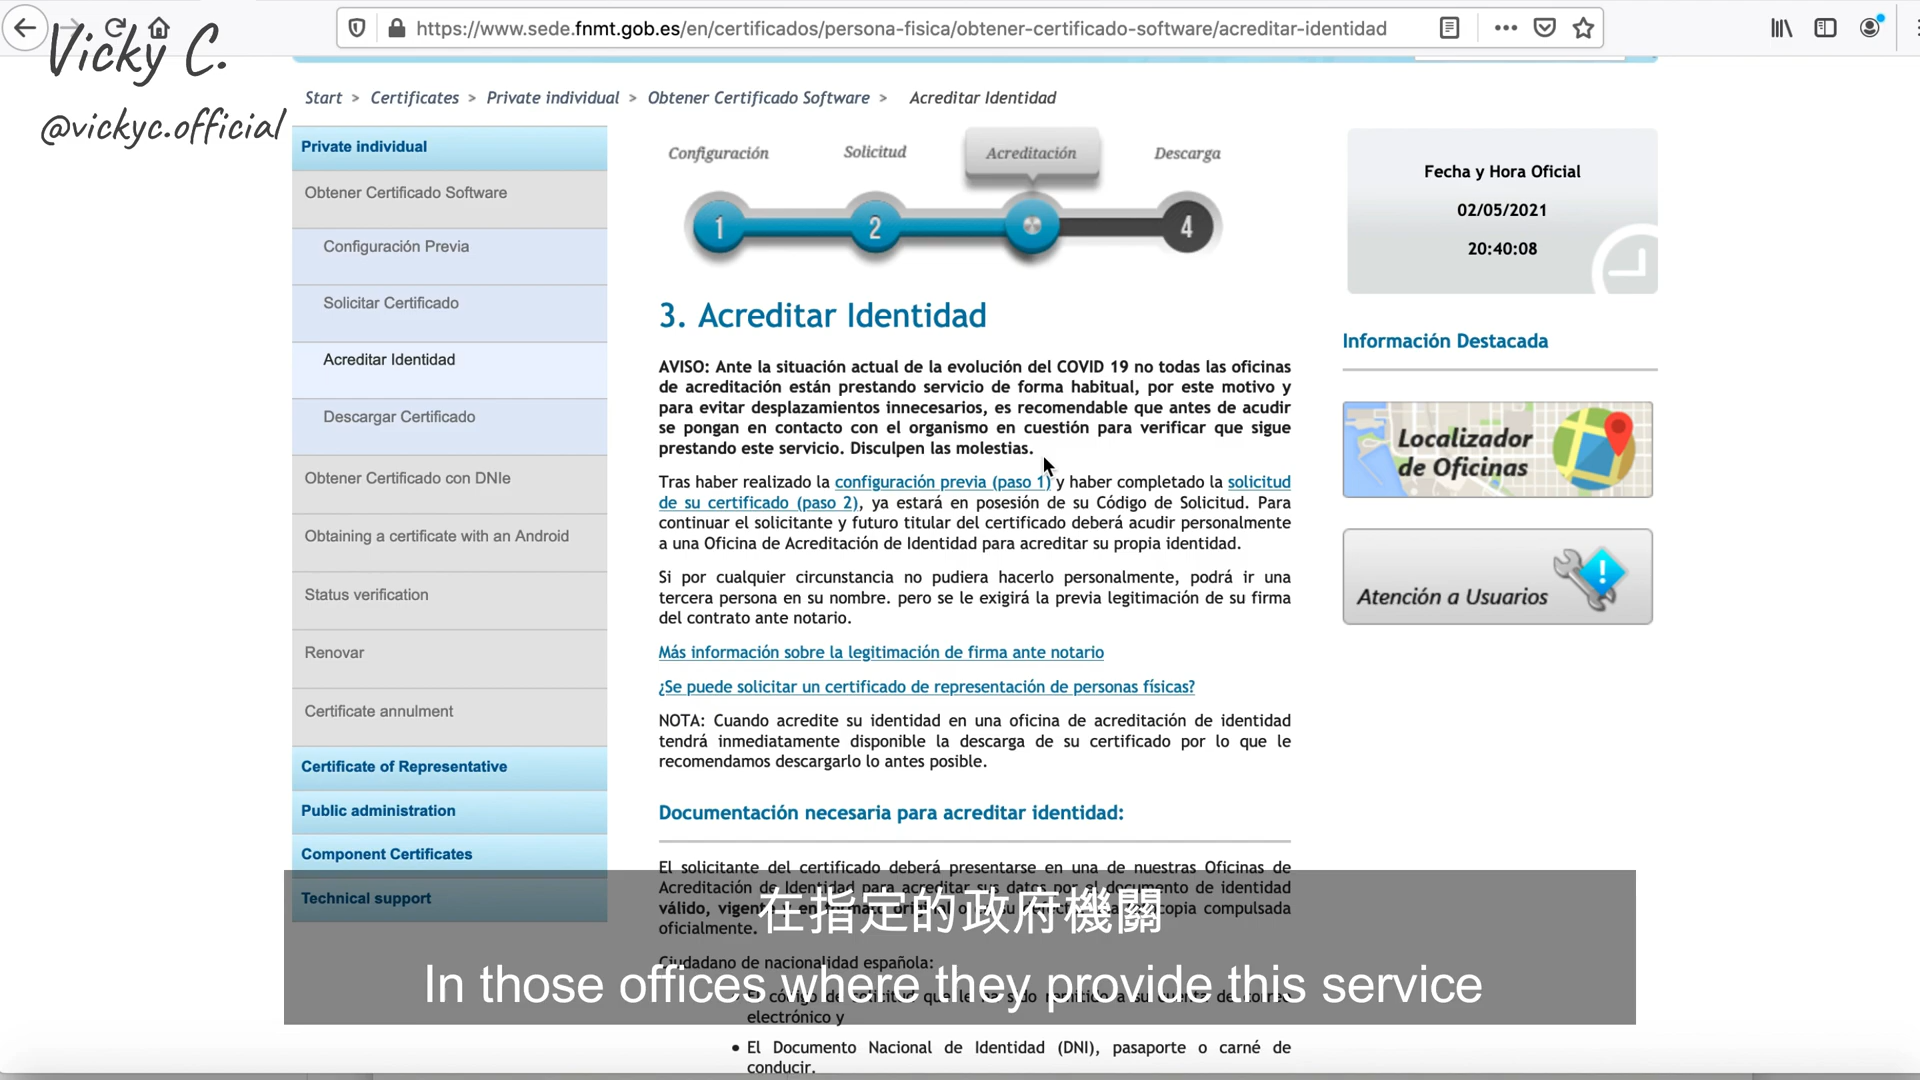 https://www.sede.fnmt.gob.es/en/certificados/persona-fisica/obtener-certificado-software/acreditar-identidad
Vicky C.
@vickyc.official
Start > Certificates > Private individual > Obtener Certificado Software > Acreditar Identidad
Private individual
Obtener Certificado Software
Configuración Previa
Solicitar Certificado
Acreditar Identidad
Descargar Certificado
Obtener Certificado con DNIe
Obtaining a certificate with an Android
Status verification
Renovar
Certificate annulment
Certificate of Representative
Public administration
Component Certificates
Technical support
Configuración
Solicitud
Acreditación
Descarga
1
2
4
3. Acreditar Identidad
AVISO: Ante la situación actual de la evolución del COVID 19 no todas las oficinas
de acreditación están prestando servicio de forma habitual, por este motivo y
para evitar desplazamientos innecesarios, es recomendable que antes de acudir
se pongan en contacto con el organismo en cuestión para verificar que sigue
prestando este servicio. Disculpen las molestias.
Tras haber realizado la configuración previa (paso 1) y haber completado la solicitud
de su certificado (paso 2), ya estará en posesión de su Código de Solicitud. Para
continuar el solicitante y futuro titular del certificado deberá acudir personalmente
a una Oficina de Acreditación de Identidad para acreditar su propia identidad.
Si por cualquier circunstancia no pudiera hacerlo personalmente, podrá ir una
tercera persona en su nombre. pero se le exigirá la previa legitimación de su firma
del contrato ante notario.
Más información sobre la legitimación de firma ante notario
¿Se puede solicitar un certificado de representación de personas físicas?
NOTA: Cuando acredite su identidad en una oficina de acreditación de identidad
tendrá inmediatamente disponible la descarga de su certificado por lo que le
recomendamos descargarlo lo antes posible.
Documentación necesaria para acreditar identidad:
El solicitante del certificado deberá presentarse en una de nuestras Oficinas de
Acreditación de Identidad para acreditar sus datos por el documento de identidad
válido, vigente compulsada
oficialmente.
Ciudadano de nacionalidad española:
electrónico y
• El Documento Nacional de Identidad (DNI), pasaporte o carné de
conducir.
Fecha y Hora Oficial
02/05/2021
20:40:08
Información Destacada
Localizador
de Oficinas
Atención a Usuarios
在指定的政府機關
In those offices where they provide this service